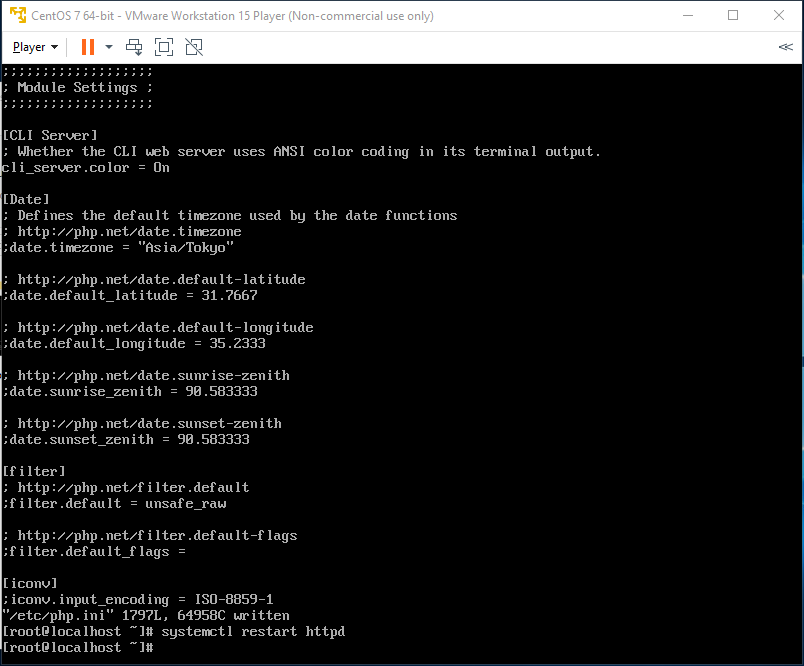 CentOS 7 64-bit - VMware Workstation 15 Player (Non-commercial use only)
Player
;;;;;;;;;;;;;;;;;;;
; Module Settings ;
;;;;;;;;;;;;;;;;;;;
[CLI Server]
; Whether the CLI web server uses ANSI color coding in its terminal output.
cli_server.color = On
[Date]
; Defines the default timezone used by the date functions
; http://php.net/date.timezone
;date.timezone = "Asia/Tokyo"
; http://php.net/date.default-latitude
;date.default_latitude = 31.7667
; http://php.net/date.default-longitude
;date.default_longitude = 35.2333
; http://php.net/date.sunrise-zenith
;date.sunrise_zenith = 90.583333
; http://php.net/date.sunset-zenith
;date.sunset_zenith = 90.583333
[filter]
; http://php.net/filter.default
;filter.default = unsafe_raw
; http://php.net/filter.default-flags
;filter.default_flags =
[iconv]
;iconv.input_encoding = ISO-8859-1
"/etc/php.ini" 1797L, 64958C written
[root@localhost ~]# systemctl restart httpd
[root@localhost ~]#